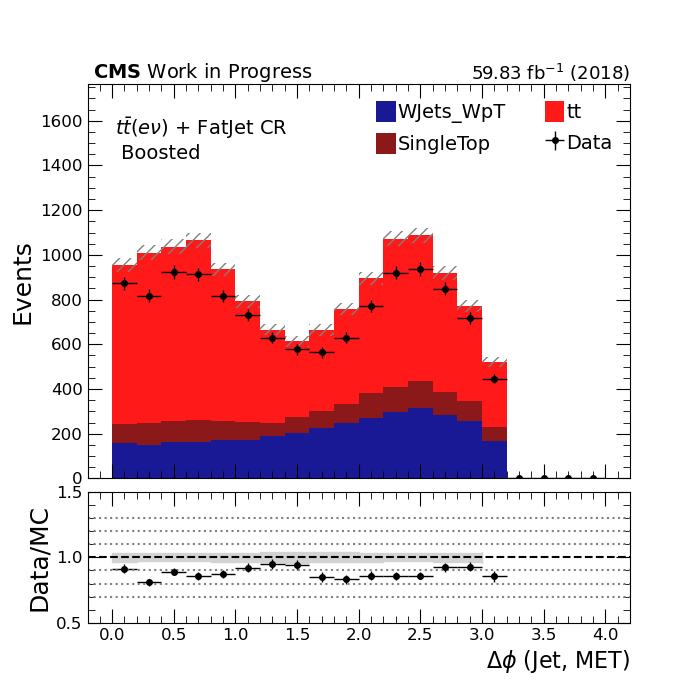 CMS Work in Progress 59.83 fb⁻¹ (2018)
tt̄(eν) + FatJet CR
Boosted
WJets_WpT tt
SingleTop Data
Events
1600
1400
1200
1000
800
600
400
200
0
Data/MC
1.5
1.0
0.5
0.0 0.5 1.0 1.5 2.0 2.5 3.0 3.5 4.0
Δϕ (Jet, MET)